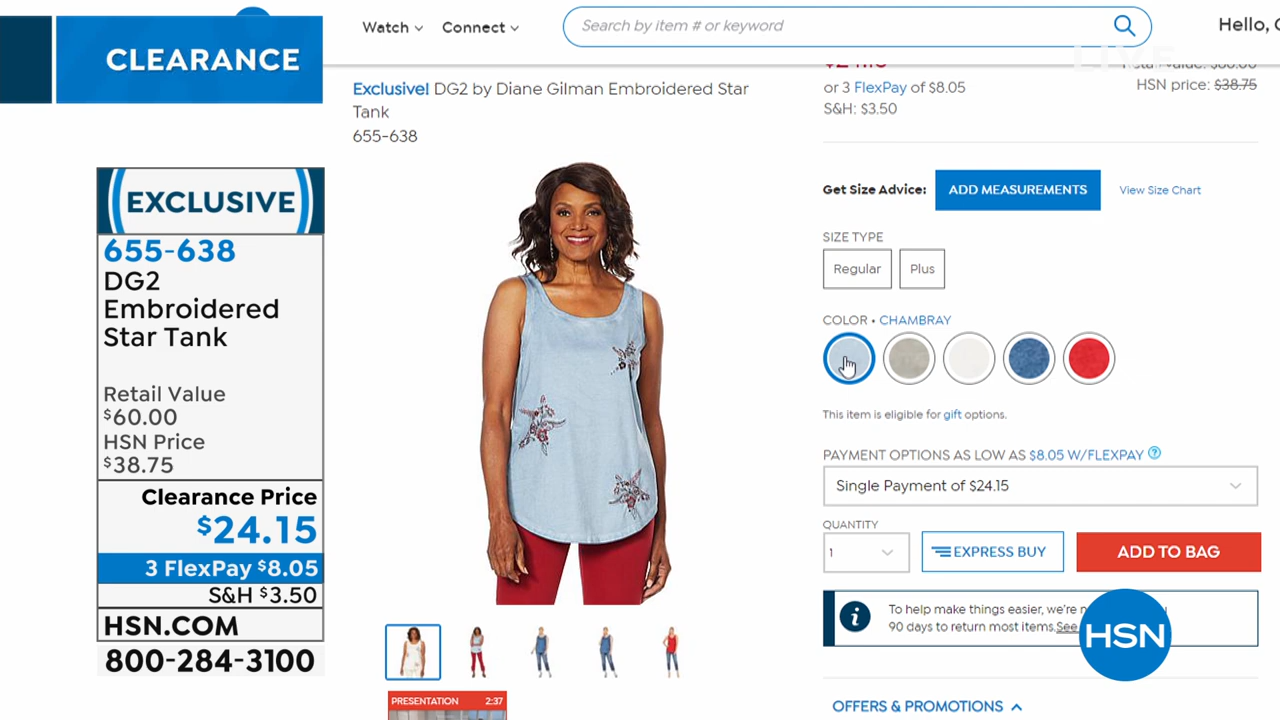 CLEARANCE
Watch
Connect
Search by item # or keyword
Hello,
LIVE
Exclusive! DG2 by Diane Gilman Embroidered Star
Tank
655-638
or 3 FlexPay of $8.05
S&H: $3.50
HSN price: $38.75
EXCLUSIVE
655-638
DG2
Embroidered
Star Tank
Retail Value
$60.00
HSN Price
$38.75
Clearance Price
$24.15
3 FlexPay $8.05
S&H $3.50
HSN.COM
800-284-3100
Get Size Advice:
ADD MEASUREMENTS
View Size Chart
SIZE TYPE
Regular
Plus
COLOR • CHAMBRAY
This item is eligible for gift options.
PAYMENT OPTIONS AS LOW AS $8.05 W/FLEXPAY ?
Single Payment of $24.15
QUANTITY
1
EXPRESS BUY
ADD TO BAG
i
To help make things easier, we're
90 days to return most items. See
HSN
PRESENTATION 2:37
OFFERS & PROMOTIONS